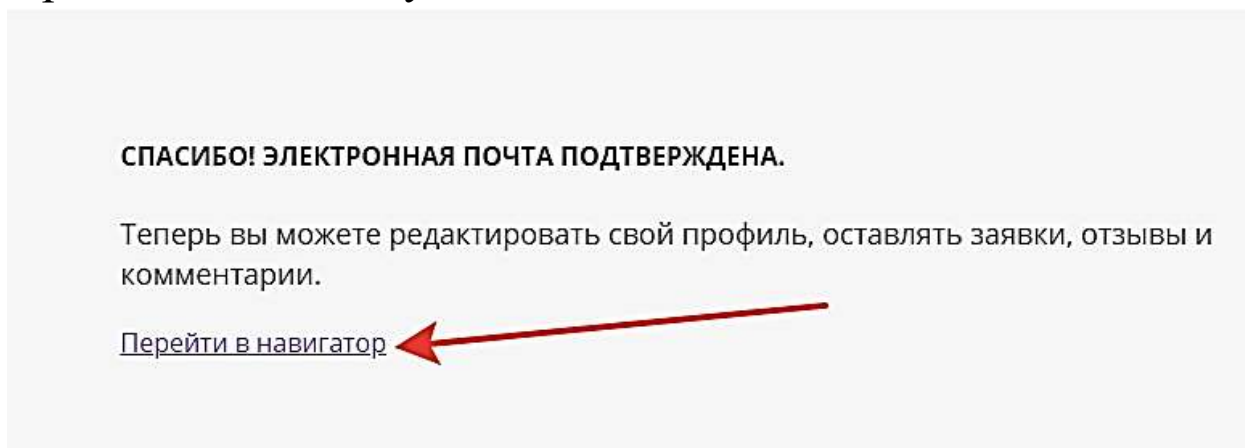 СПАСИБО! ЭЛЕКТРОННАЯ ПОЧТА ПОДТВЕРЖДЕНА.
Теперь вы можете редактировать свой профиль, оставлять заявки, отзывы и
комментарии.
Перейти в навигатор